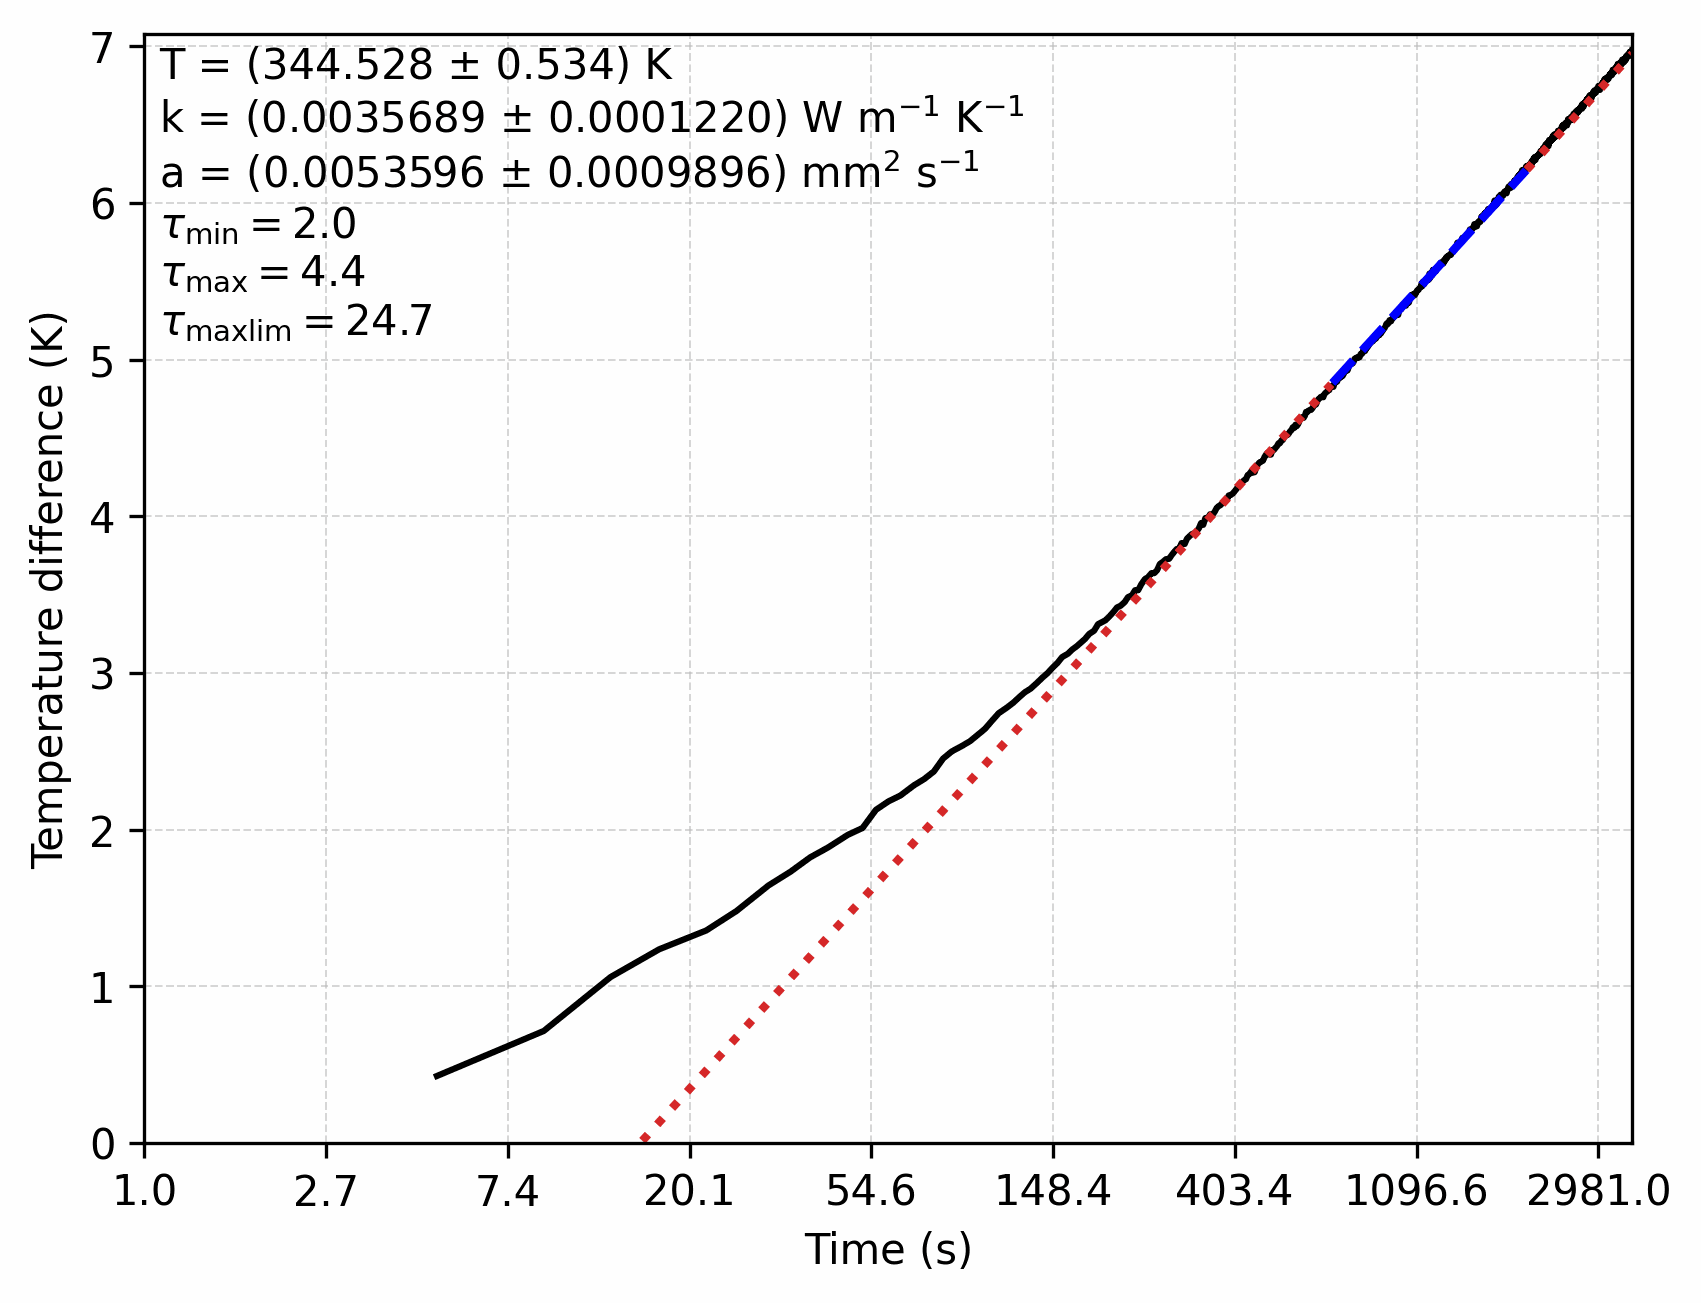 T = (344.528 ± 0.534) K
k = (0.0035689 ± 0.0001220) W m⁻¹ K⁻¹
a = (0.0053596 ± 0.0009896) mm² s⁻¹
τmin = 2.0
τmax = 4.4
τmaxlim = 24.7
7
6
5
4
3
2
1
0
Temperature difference (K)
1.0 2.7 7.4 20.1 54.6 148.4 403.4 1096.6 2981.0
Time (s)